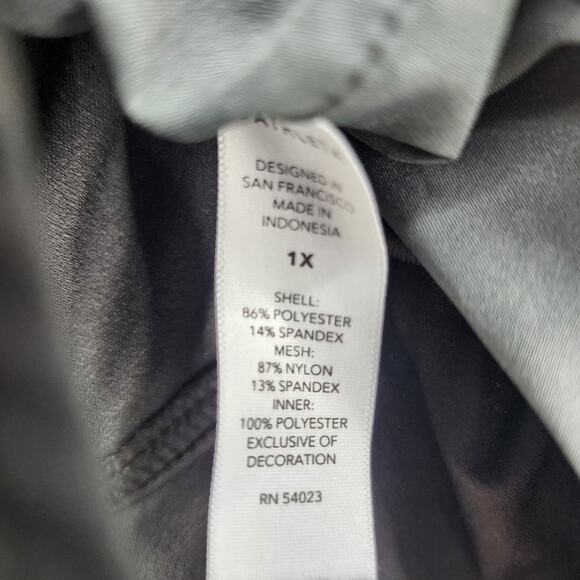 ATHLETA
DESIGNED IN
SAN FRANCISCO
MADE IN
INDONESIA
1X
SHELL:
86% POLYESTER
14% SPANDEX
MESH:
87% NYLON
13% SPANDEX
INNER:
100% POLYESTER
EXCLUSIVE OF
DECORATION
RN 54023